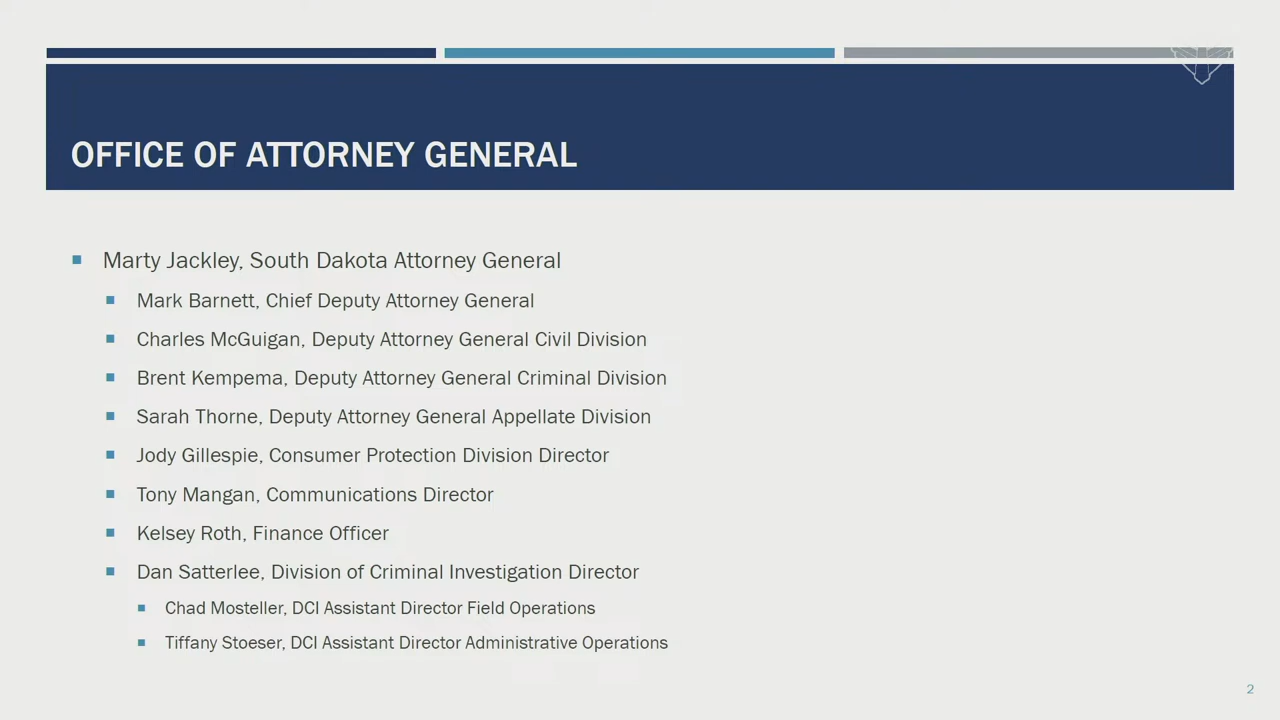 OFFICE OF ATTORNEY GENERAL
Marty Jackley, South Dakota Attorney General
Mark Barnett, Chief Deputy Attorney General
Charles McGuigan, Deputy Attorney General Civil Division
Brent Kempema, Deputy Attorney General Criminal Division
Sarah Thorne, Deputy Attorney General Appellate Division
Jody Gillespie, Consumer Protection Division Director
Tony Mangan, Communications Director
Kelsey Roth, Finance Officer
Dan Satterlee, Division of Criminal Investigation Director
Chad Mosteller, DCI Assistant Director Field Operations
Tiffany Stoeser, DCI Assistant Director Administrative Operations
2